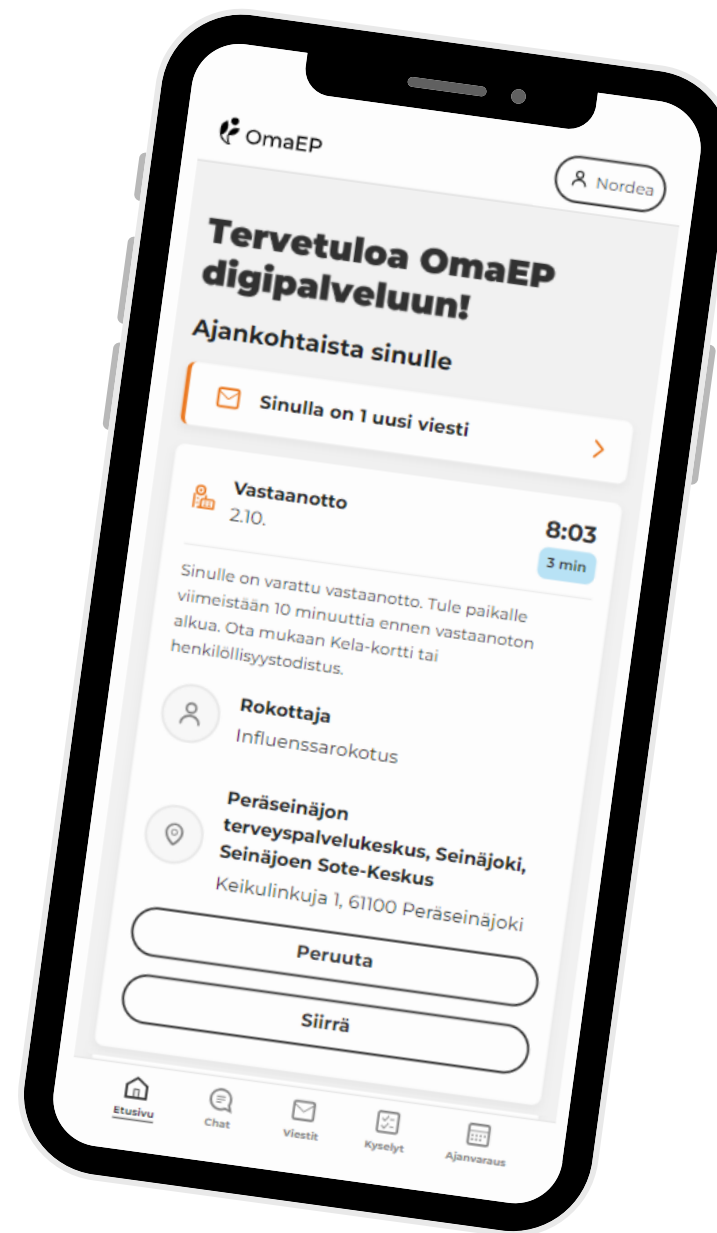 OmaEP
Nordea
Tervetuloa OmaEP
digipalveluun!
Ajankohtaista sinulle
Sinulla on 1 uusi viesti
Vastaanotto
2.10.
8:03
3 min
Sinulle on varattu vastaanotto. Tule paikalle
viimeistään 10 minuuttia ennen vastaanoton
alkua. Ota mukaan Kela-kortti tai
henkilöllisyystodistus.
Rokottaja
Influenssarokotus
Peräseinäjon
terveyspalvelukeskus, Seinäjoki,
Seinäjoen Sote-Keskus
Keikulinkuja 1, 61100 Peräseinäjoki
Peruuta
Siirrä
Etusivu
Chat
Viestit
Kyselyt
Ajanvaraus